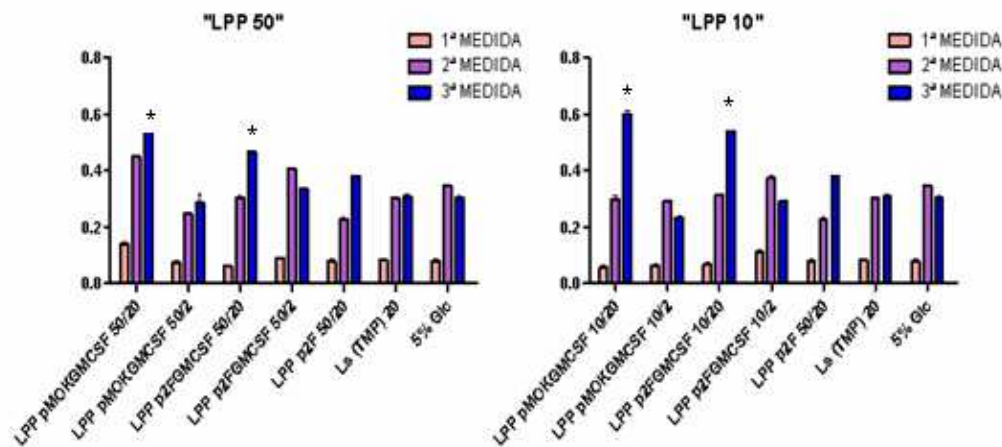 "LPP 50"
1ª MEDIDA
2ª MEDIDA
3ª MEDIDA
0.8
0.6
0.4
0.2
0.0
*
*
LPP pMOKGMCSF 50/20
LPP pMOKGMCSF 50/2
LPP p2FGMCSF 50/20
LPP p2FGMCSF 50/2
LPP p2F 50/20
La (TMP) 20
5% Glc
"LPP 10"
1ª MEDIDA
2ª MEDIDA
3ª MEDIDA
0.8
0.6
0.4
0.2
0.0
*
*
LPP pMOKGMCSF 10/20
LPP pMOKGMCSF 10/2
LPP p2FGMCSF 10/20
LPP p2FGMCSF 10/2
LPP p2F 50/20
La (TMP) 20
5% Glc